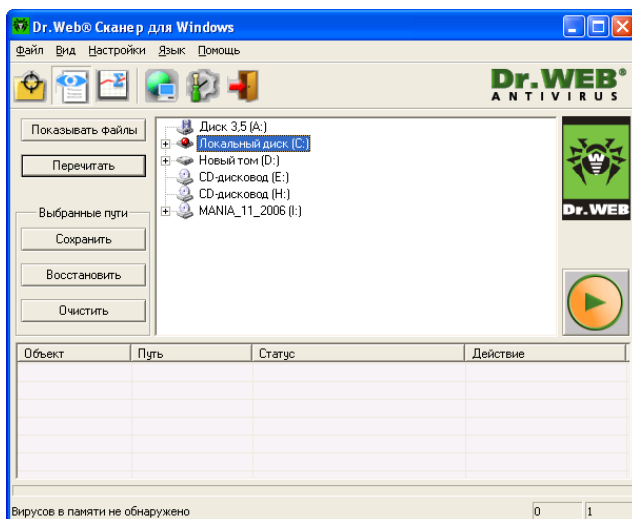 Dr.Web® Сканер для Windows
Файл Вид Настройки Язык Помощь
Dr.WEB®
ANTIVIRUS
Показывать файлы
Перечитать
Выбранные пути
Сохранить
Восстановить
Очистить
Диск 3,5 (A:)
Локальный диск (C:)
Новый том (D:)
CD-дисковод (E:)
CD-дисковод (H:)
MANIA_11_2006 (I:)
Dr.WEB
Объект Путь Статус Действие
Вирусов в памяти не обнаружено 0 1